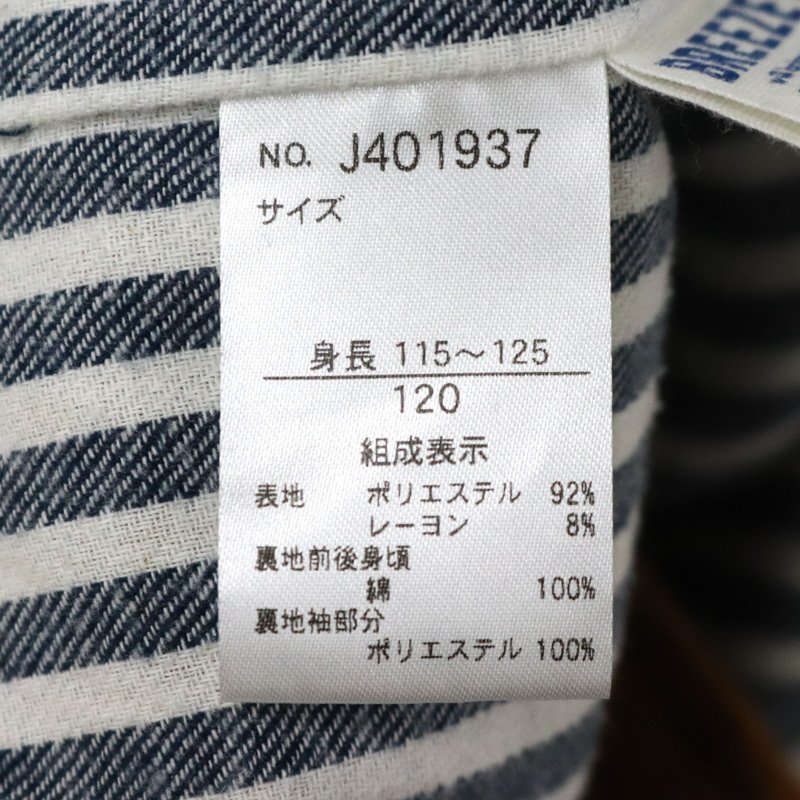 BREEZE
NO. J401937
サイズ
身長 115～125
120
組成表示
表地 ポリエステル 92%
レーヨン 8%
裏地前後身頃
綿 100%
裏地袖部分
ポリエステル 100%